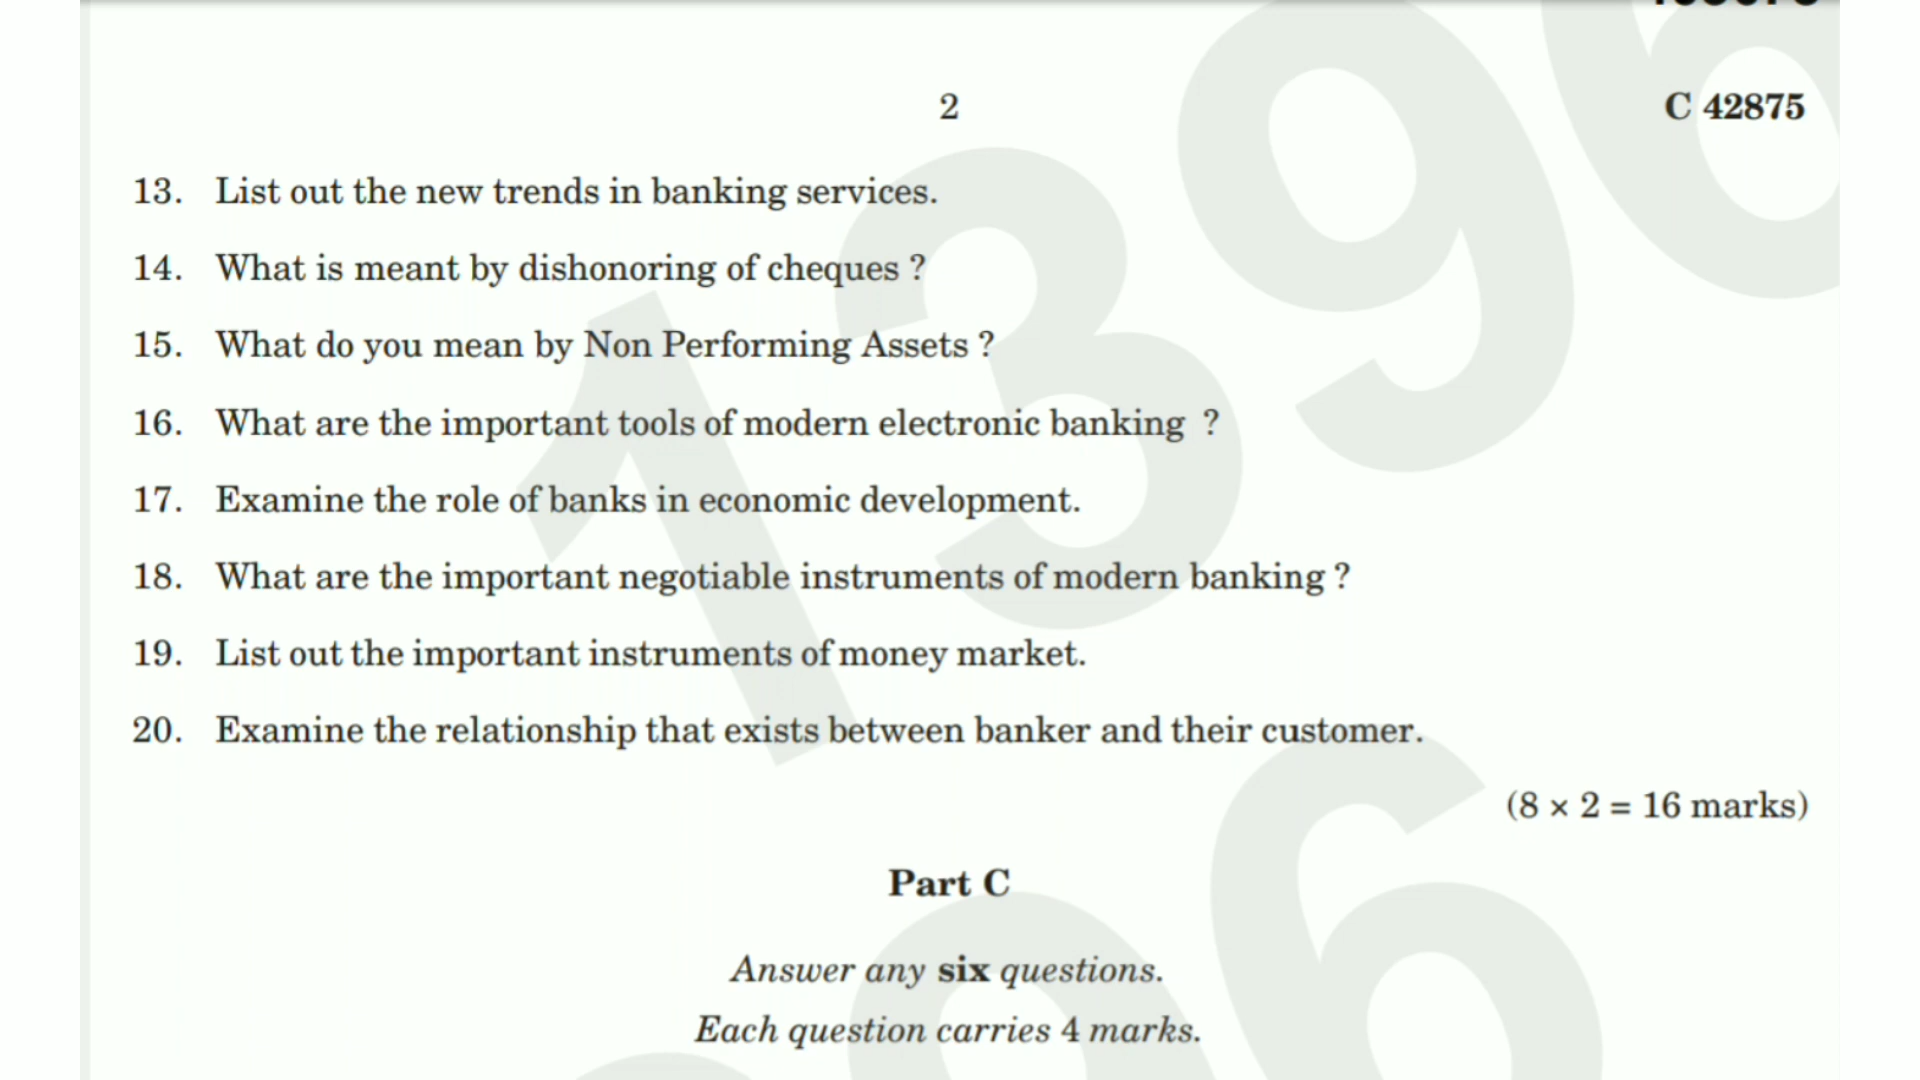 2
C 42875
13. List out the new trends in banking services.
14. What is meant by dishonoring of cheques ?
15. What do you mean by Non Performing Assets ?
16. What are the important tools of modern electronic banking ?
17. Examine the role of banks in economic development.
18. What are the important negotiable instruments of modern banking ?
19. List out the important instruments of money market.
20. Examine the relationship that exists between banker and their customer.
(8 × 2 = 16 marks)
Part C
Answer any six questions.
Each question carries 4 marks.